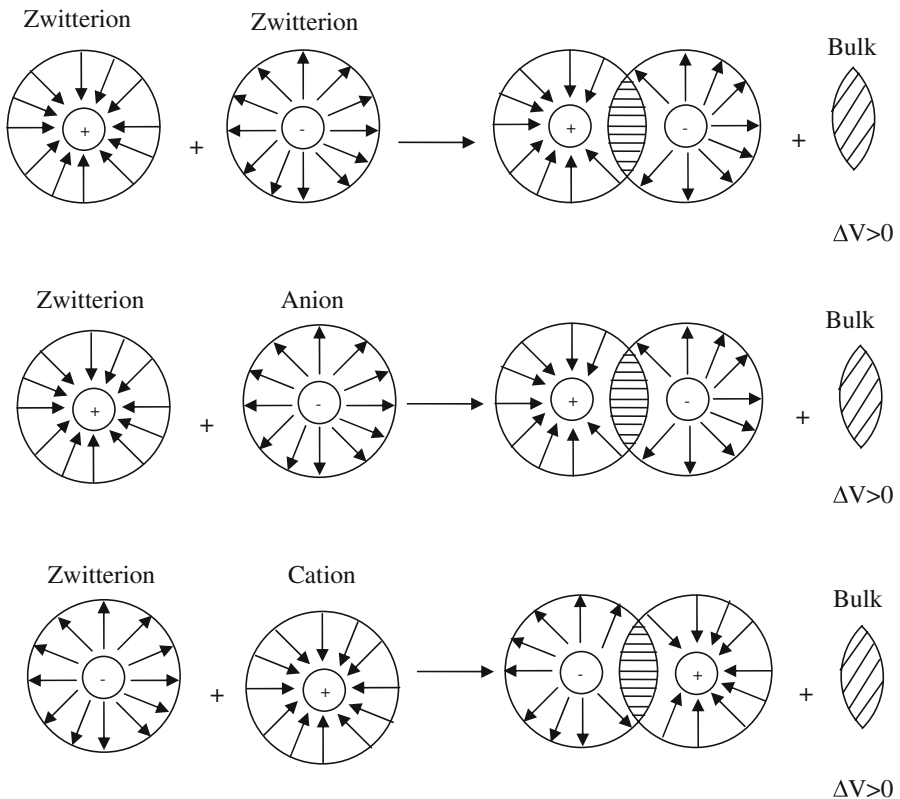 Zwitterion
Zwitterion
Bulk
+ + - + - +
ΔV>0
Zwitterion
Anion
Bulk
+ + - + - +
ΔV>0
Zwitterion
Cation
Bulk
- + + - + +
ΔV>0